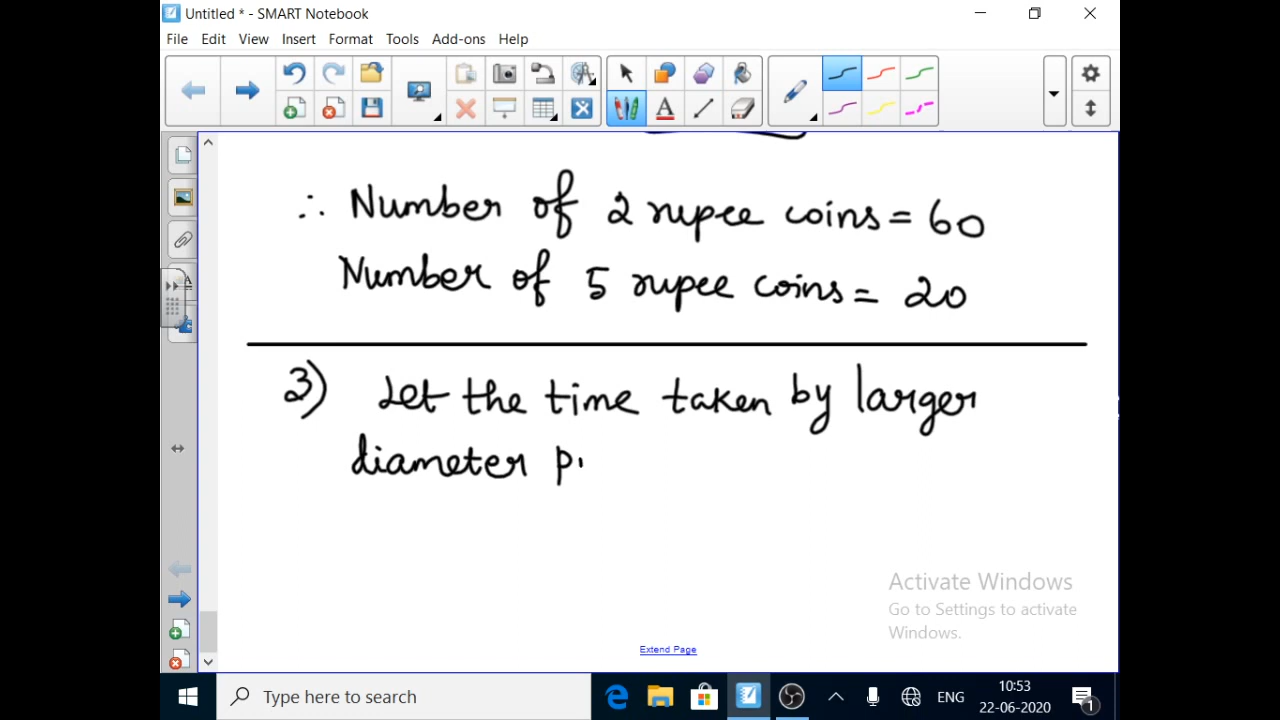 Untitled * - SMART Notebook
File Edit View Insert Format Tools Add-ons Help
∴ Number of 2 rupee coins = 60
Number of 5 rupee coins = 20
3) Let the time taken by larger
diameter pi
Activate Windows
Go to Settings to activate
Windows.
Extend Page
Type here to search
ENG
10:53
22-06-2020
1